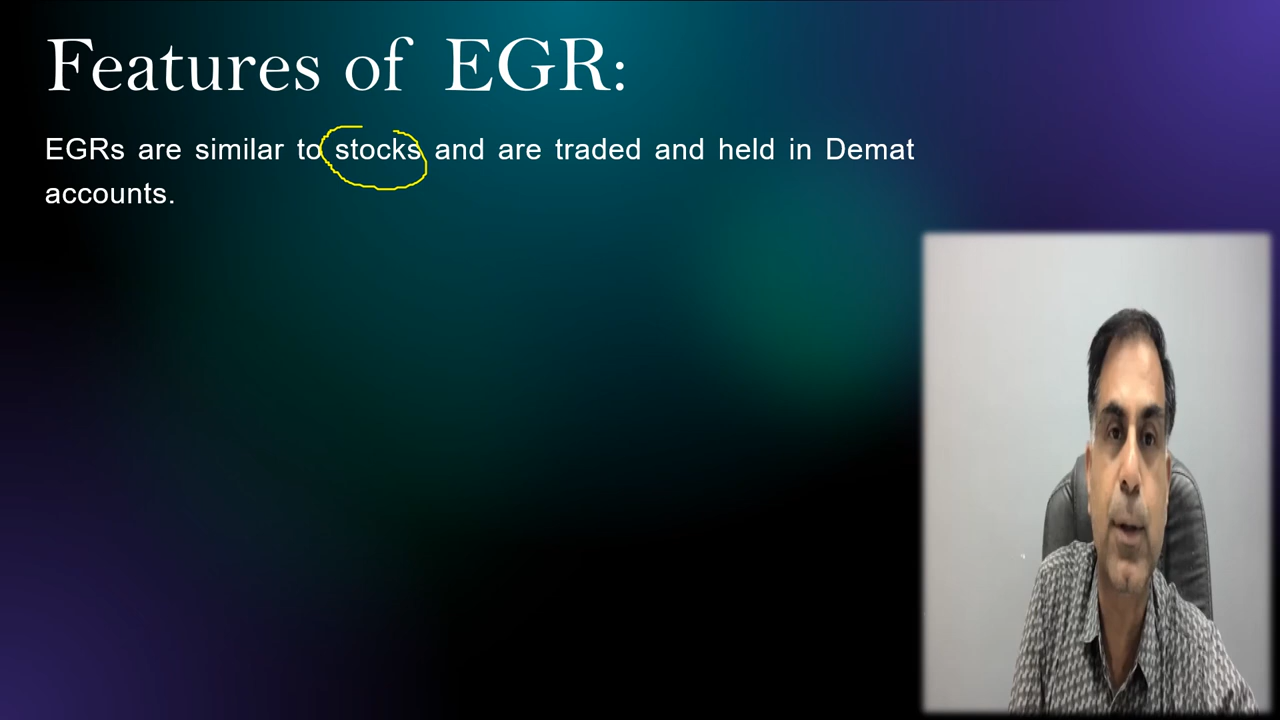 Features of EGR:
EGRs are similar to stocks and are traded and held in Demat
accounts.